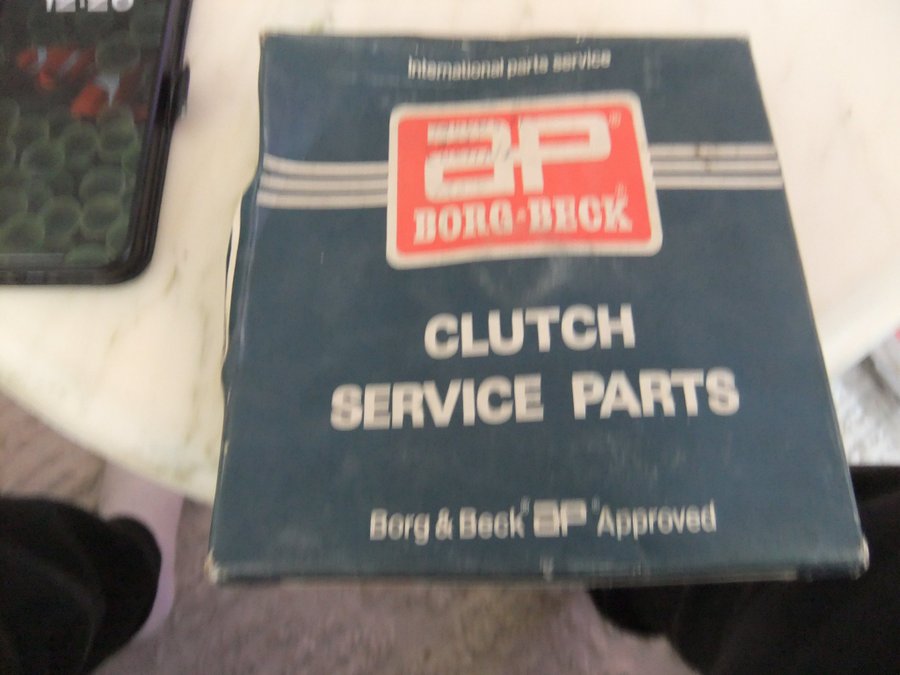 International parts service
ap®
BORG-BECK®
CLUTCH
SERVICE PARTS
Borg & Beck® ap® Approved